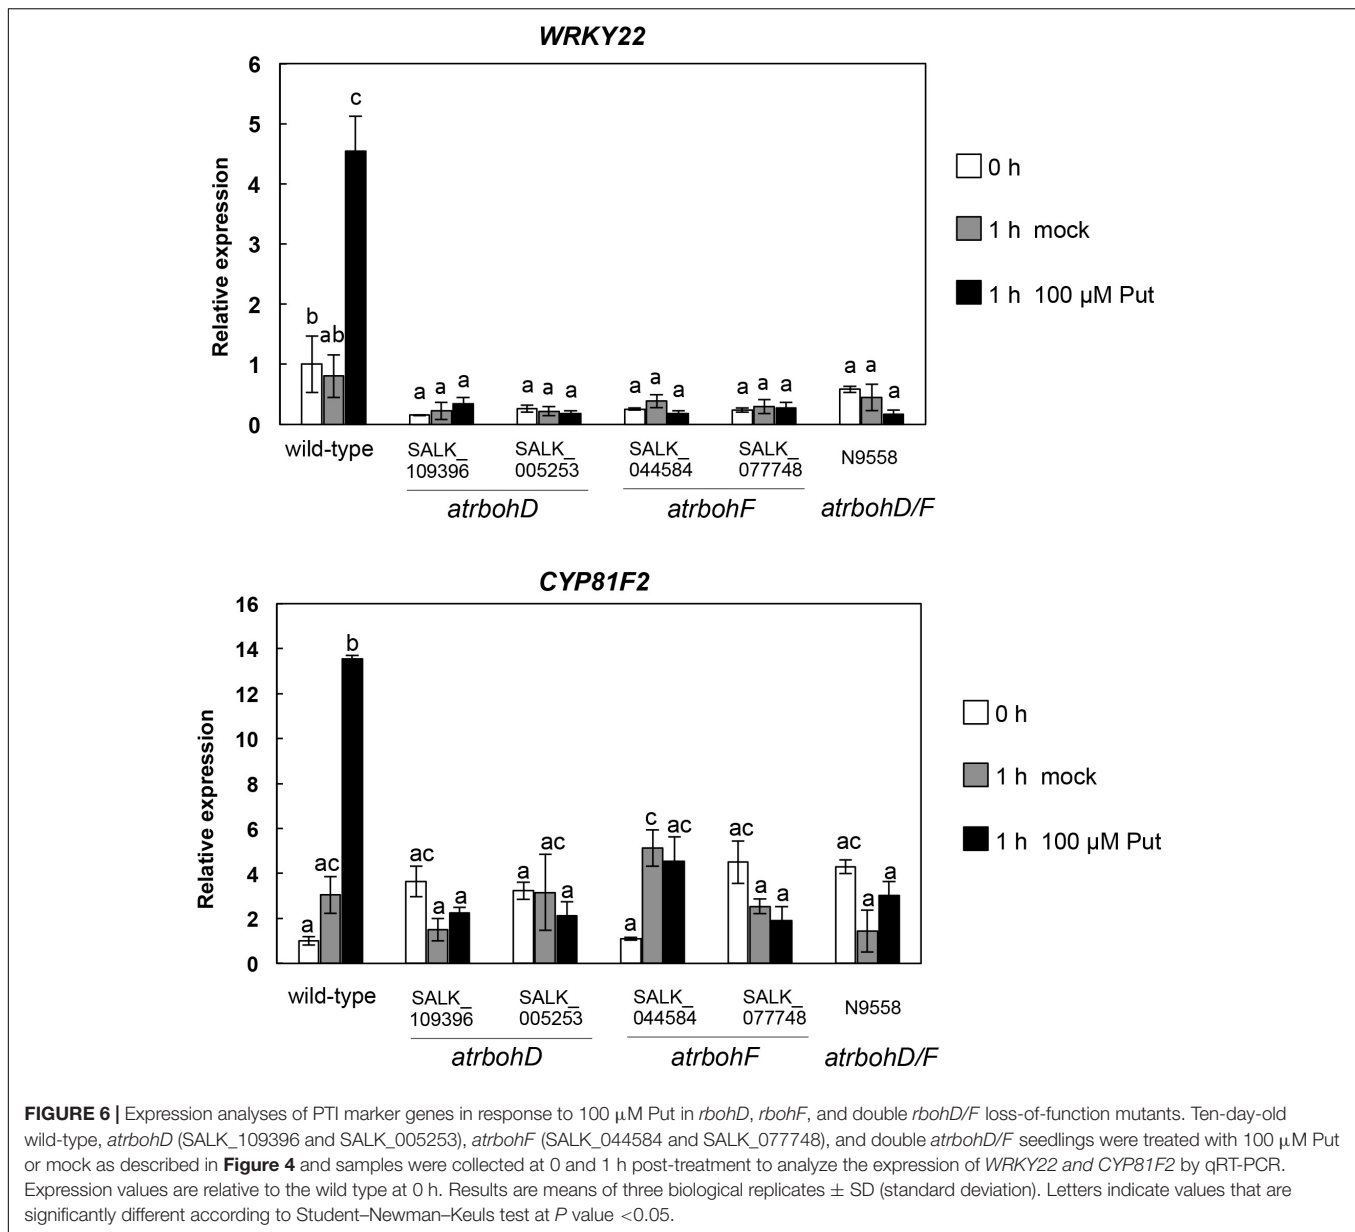 WRKY22
6
5
4
3
2
1
0
Relative expression
b
ab
c
a a a
a a a
a a a
a a a
a a a
wild-type
SALK_
109396
SALK_
005253
SALK_
044584
SALK_
077748
N9558
atrbohD
atrbohF
atrbohD/F
0 h
1 h mock
1 h 100 µM Put
CYP81F2
16
14
12
10
8
6
4
2
0
Relative expression
a
ac
b
ac a a
a ac a
a c ac
ac a a
ac a a
wild-type
SALK_
109396
SALK_
005253
SALK_
044584
SALK_
077748
N9558
atrbohD
atrbohF
atrbohD/F
0 h
1 h mock
1 h 100 µM Put
FIGURE 6 | Expression analyses of PTI marker genes in response to 100 µM Put in rbohD, rbohF, and double rbohD/F loss-of-function mutants. Ten-day-old
wild-type, atrbohD (SALK_109396 and SALK_005253), atrbohF (SALK_044584 and SALK_077748), and double atrbohD/F seedlings were treated with 100 µM Put
or mock as described in Figure 4 and samples were collected at 0 and 1 h post-treatment to analyze the expression of WRKY22 and CYP81F2 by qRT-PCR.
Expression values are relative to the wild type at 0 h. Results are means of three biological replicates ± SD (standard deviation). Letters indicate values that are
significantly different according to Student–Newman–Keuls test at P value <0.05.